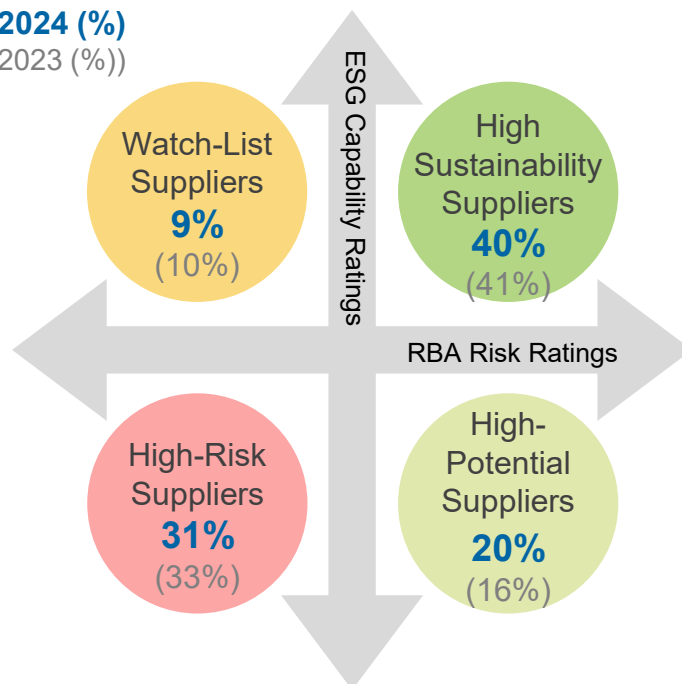 2024 (%)
2023 (%))
ESG Capability Ratings
Watch-List
Suppliers
9%
(10%)
High
Sustainability
Suppliers
40%
(41%)
RBA Risk Ratings
High-Risk
Suppliers
31%
(33%)
High-
Potential
Suppliers
20%
(16%)